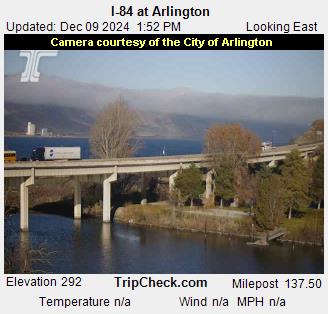 I-84 at Arlington
Updated: Dec 09 2024 1:52 PM Looking East
Camera courtesy of the City of Arlington
Elevation 292 TripCheck.com Milepost 137.50
Temperature n/a Wind n/a MPH n/a